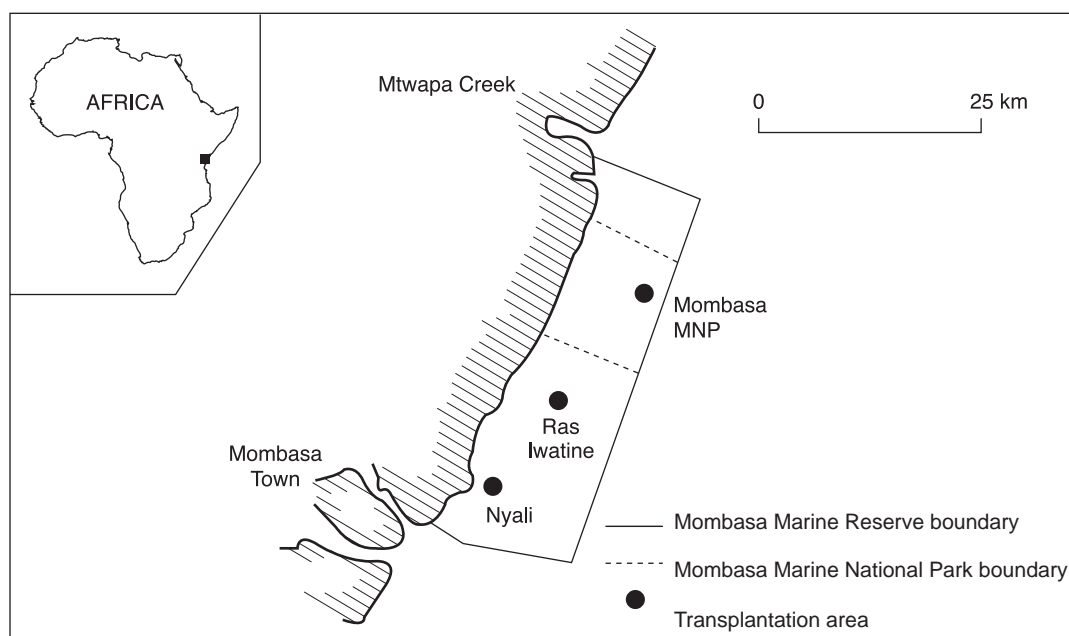 AFRICA
Mtwapa Creek
0 25 km
Mombasa
MNP
Ras
Iwatine
Mombasa
Town
Nyali
Mombasa Marine Reserve boundary
Mombasa Marine National Park boundary
Transplantation area